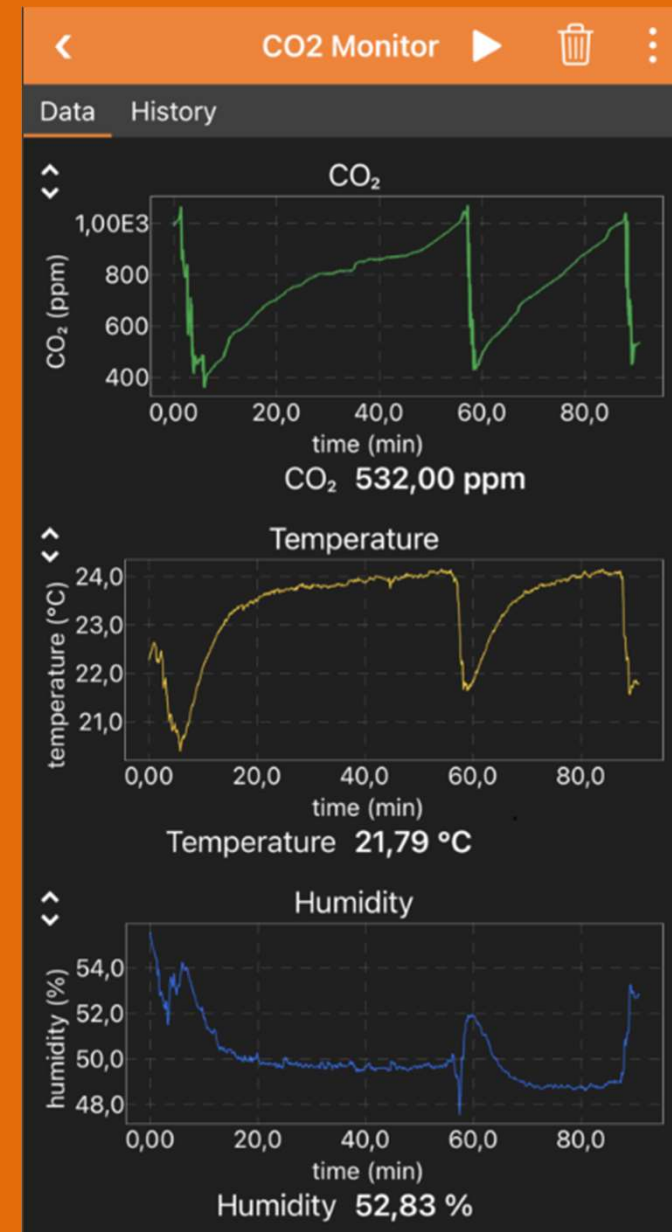 CO2 Monitor
Data History
CO₂
1,00E3
800
600
400
CO₂ (ppm)
0,00 20,0 40,0 60,0 80,0
time (min)
CO₂ 532,00 ppm
Temperature
24,0
23,0
22,0
21,0
temperature (°C)
0,00 20,0 40,0 60,0 80,0
time (min)
Temperature 21,79 °C
Humidity
54,0
52,0
50,0
48,0
humidity (%)
0,00 20,0 40,0 60,0 80,0
time (min)
Humidity 52,83 %